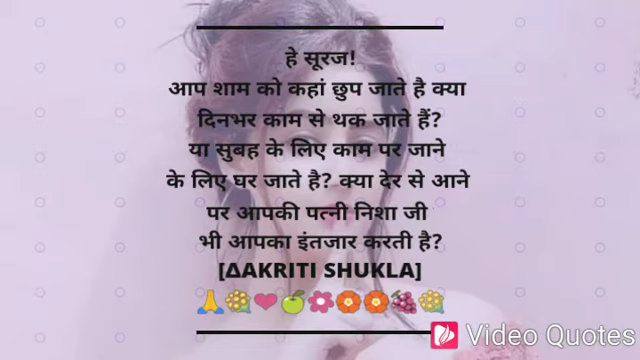 हे सूरज!
आप शाम को कहां छुप जाते है क्या
दिनभर काम से थक जाते हैं?
या सुबह के लिए काम पर जाने
के लिए घर जाते है? क्या देर से आने
पर आपकी पत्नी निशा जी
भी आपका इंतजार करती है?
[ΔAKRITI SHUKLA]
🙏💐❤🍏🌸🏵🏵🍇💐
Video Quotes